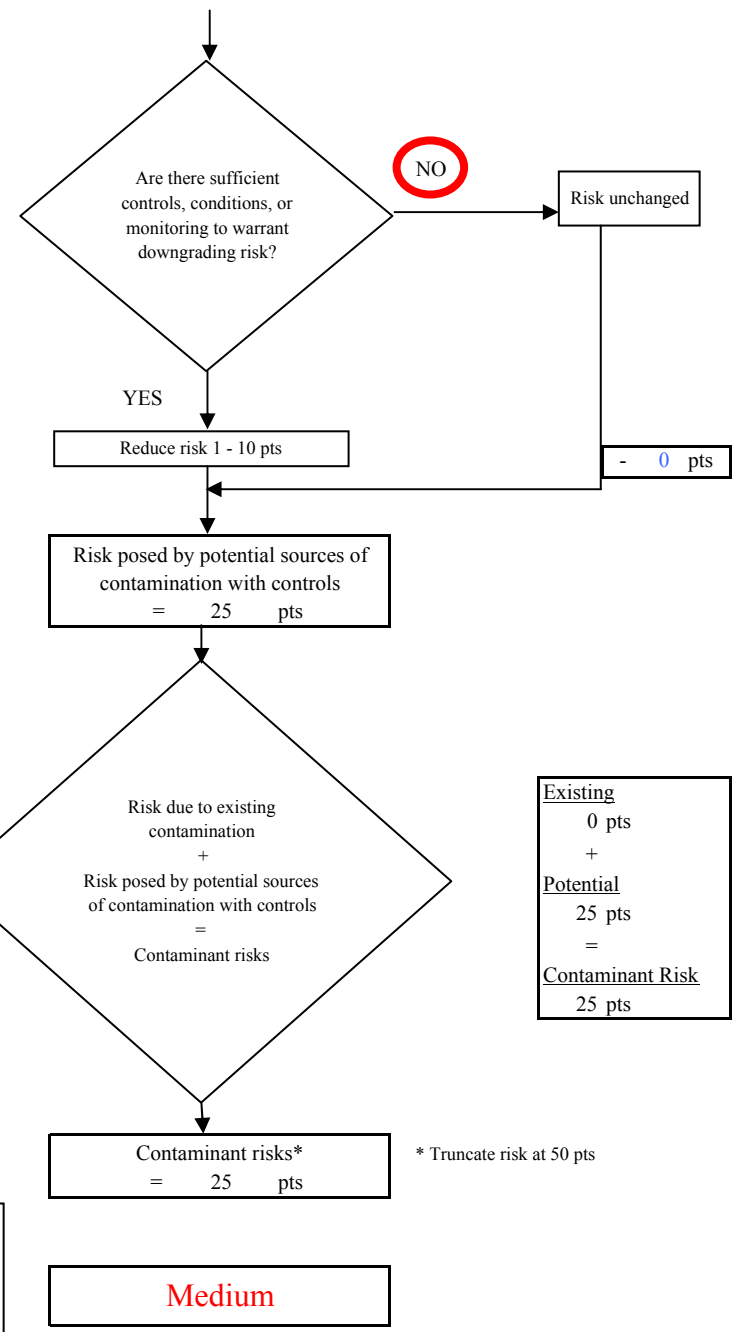 Are there sufficient
controls, conditions, or
monitoring to warrant
downgrading risk?
NO
Risk unchanged
YES
Reduce risk 1 - 10 pts
- 0 pts
Risk posed by potential sources of
contamination with controls
= 25 pts
Risk due to existing
contamination
+
Risk posed by potential sources
of contamination with controls
=
Contaminant risks
Existing
0 pts
+
Potential
25 pts
=
Contaminant Risk
25 pts
Contaminant risks*
= 25 pts
* Truncate risk at 50 pts
Medium